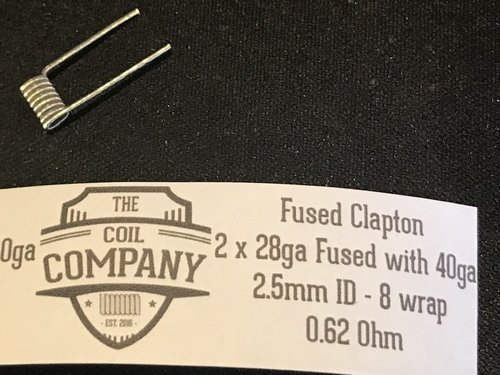 0ga
THE
COIL
COMPANY
· EST. 2016 ·
Fused Clapton
2 x 28ga Fused with 40ga
2.5mm ID - 8 wrap
0.62 Ohm